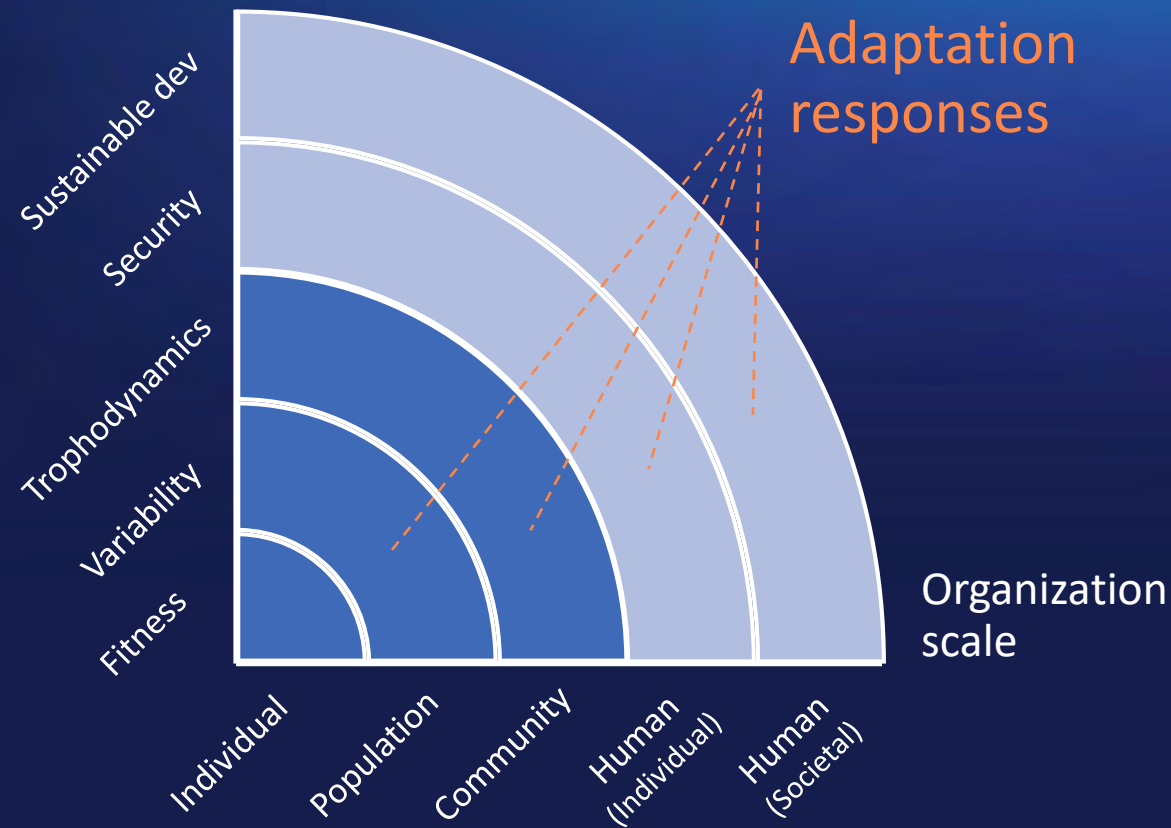 Adaptation
responses
Sustainable dev
Security
Trophodynamics
Variability
Fitness
Organization
scale
Individual
Population
Community
Human
(Individual)
Human
(Societal)